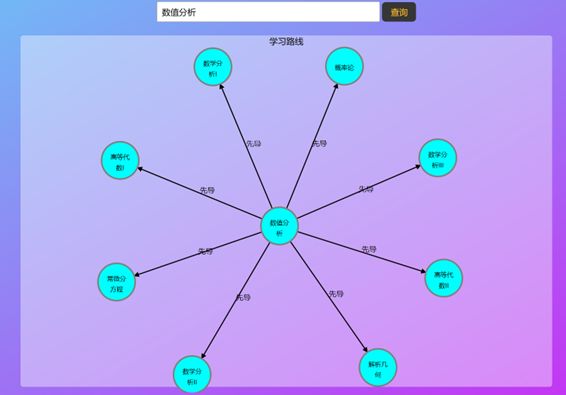 数值分析
查询
学习路线
数学分
析I
概率论
先导
先导
离等代
数I
数学分
析III
先导
先导
数值分
析
先导
先导
常微分
方程
高等代
数II
先导
先导
数学分
析II
解析几
何